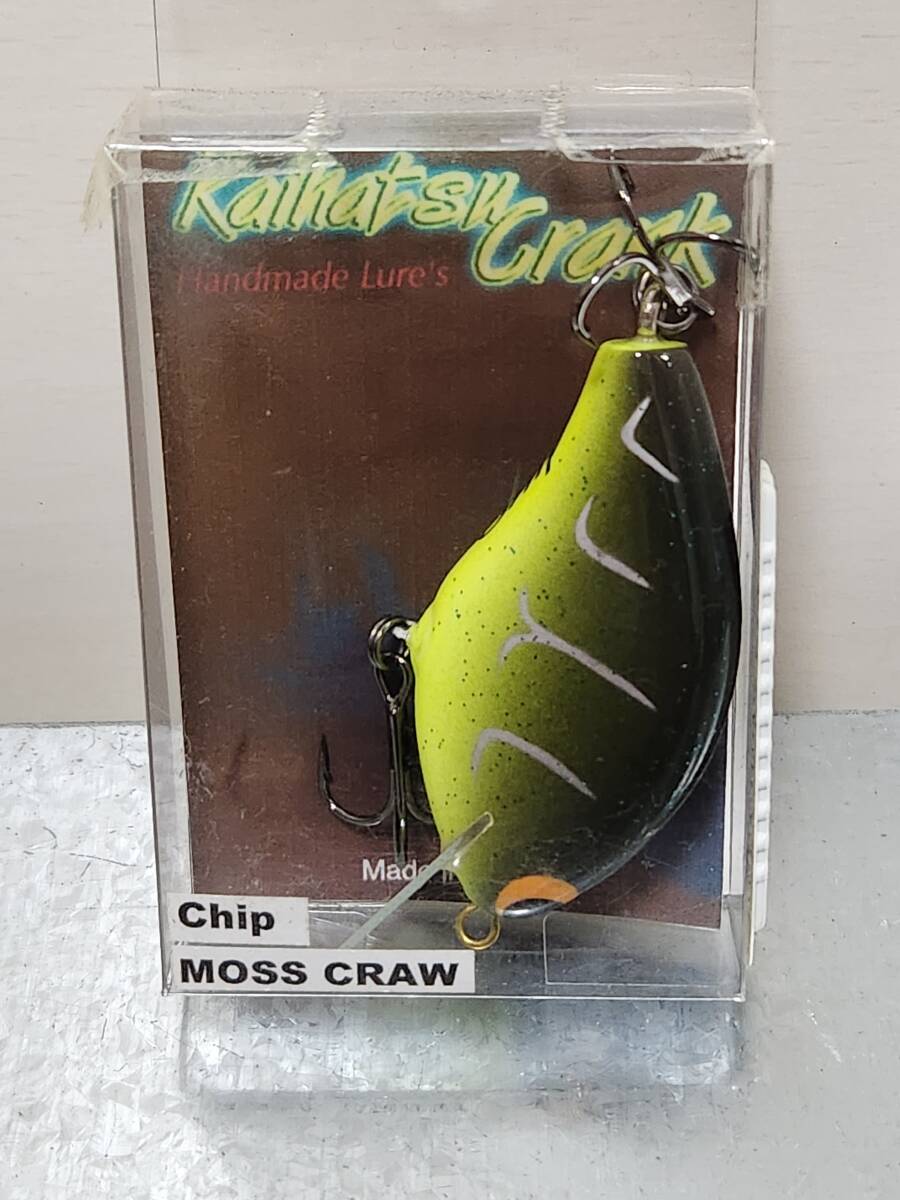 Kaihatsu
Crank
Handmade Lure's
Made
Chip
MOSS CRAW